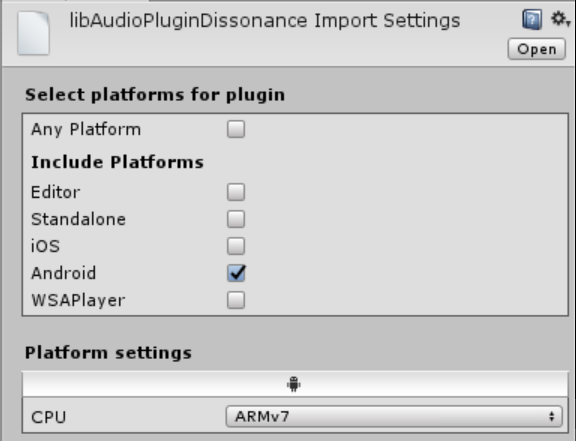 libAudioPluginDissonance Import Settings
Open
Select platforms for plugin
Any Platform
Include Platforms
Editor
Standalone
iOS
Android
WSAPlayer
Platform settings
CPU ARMv7